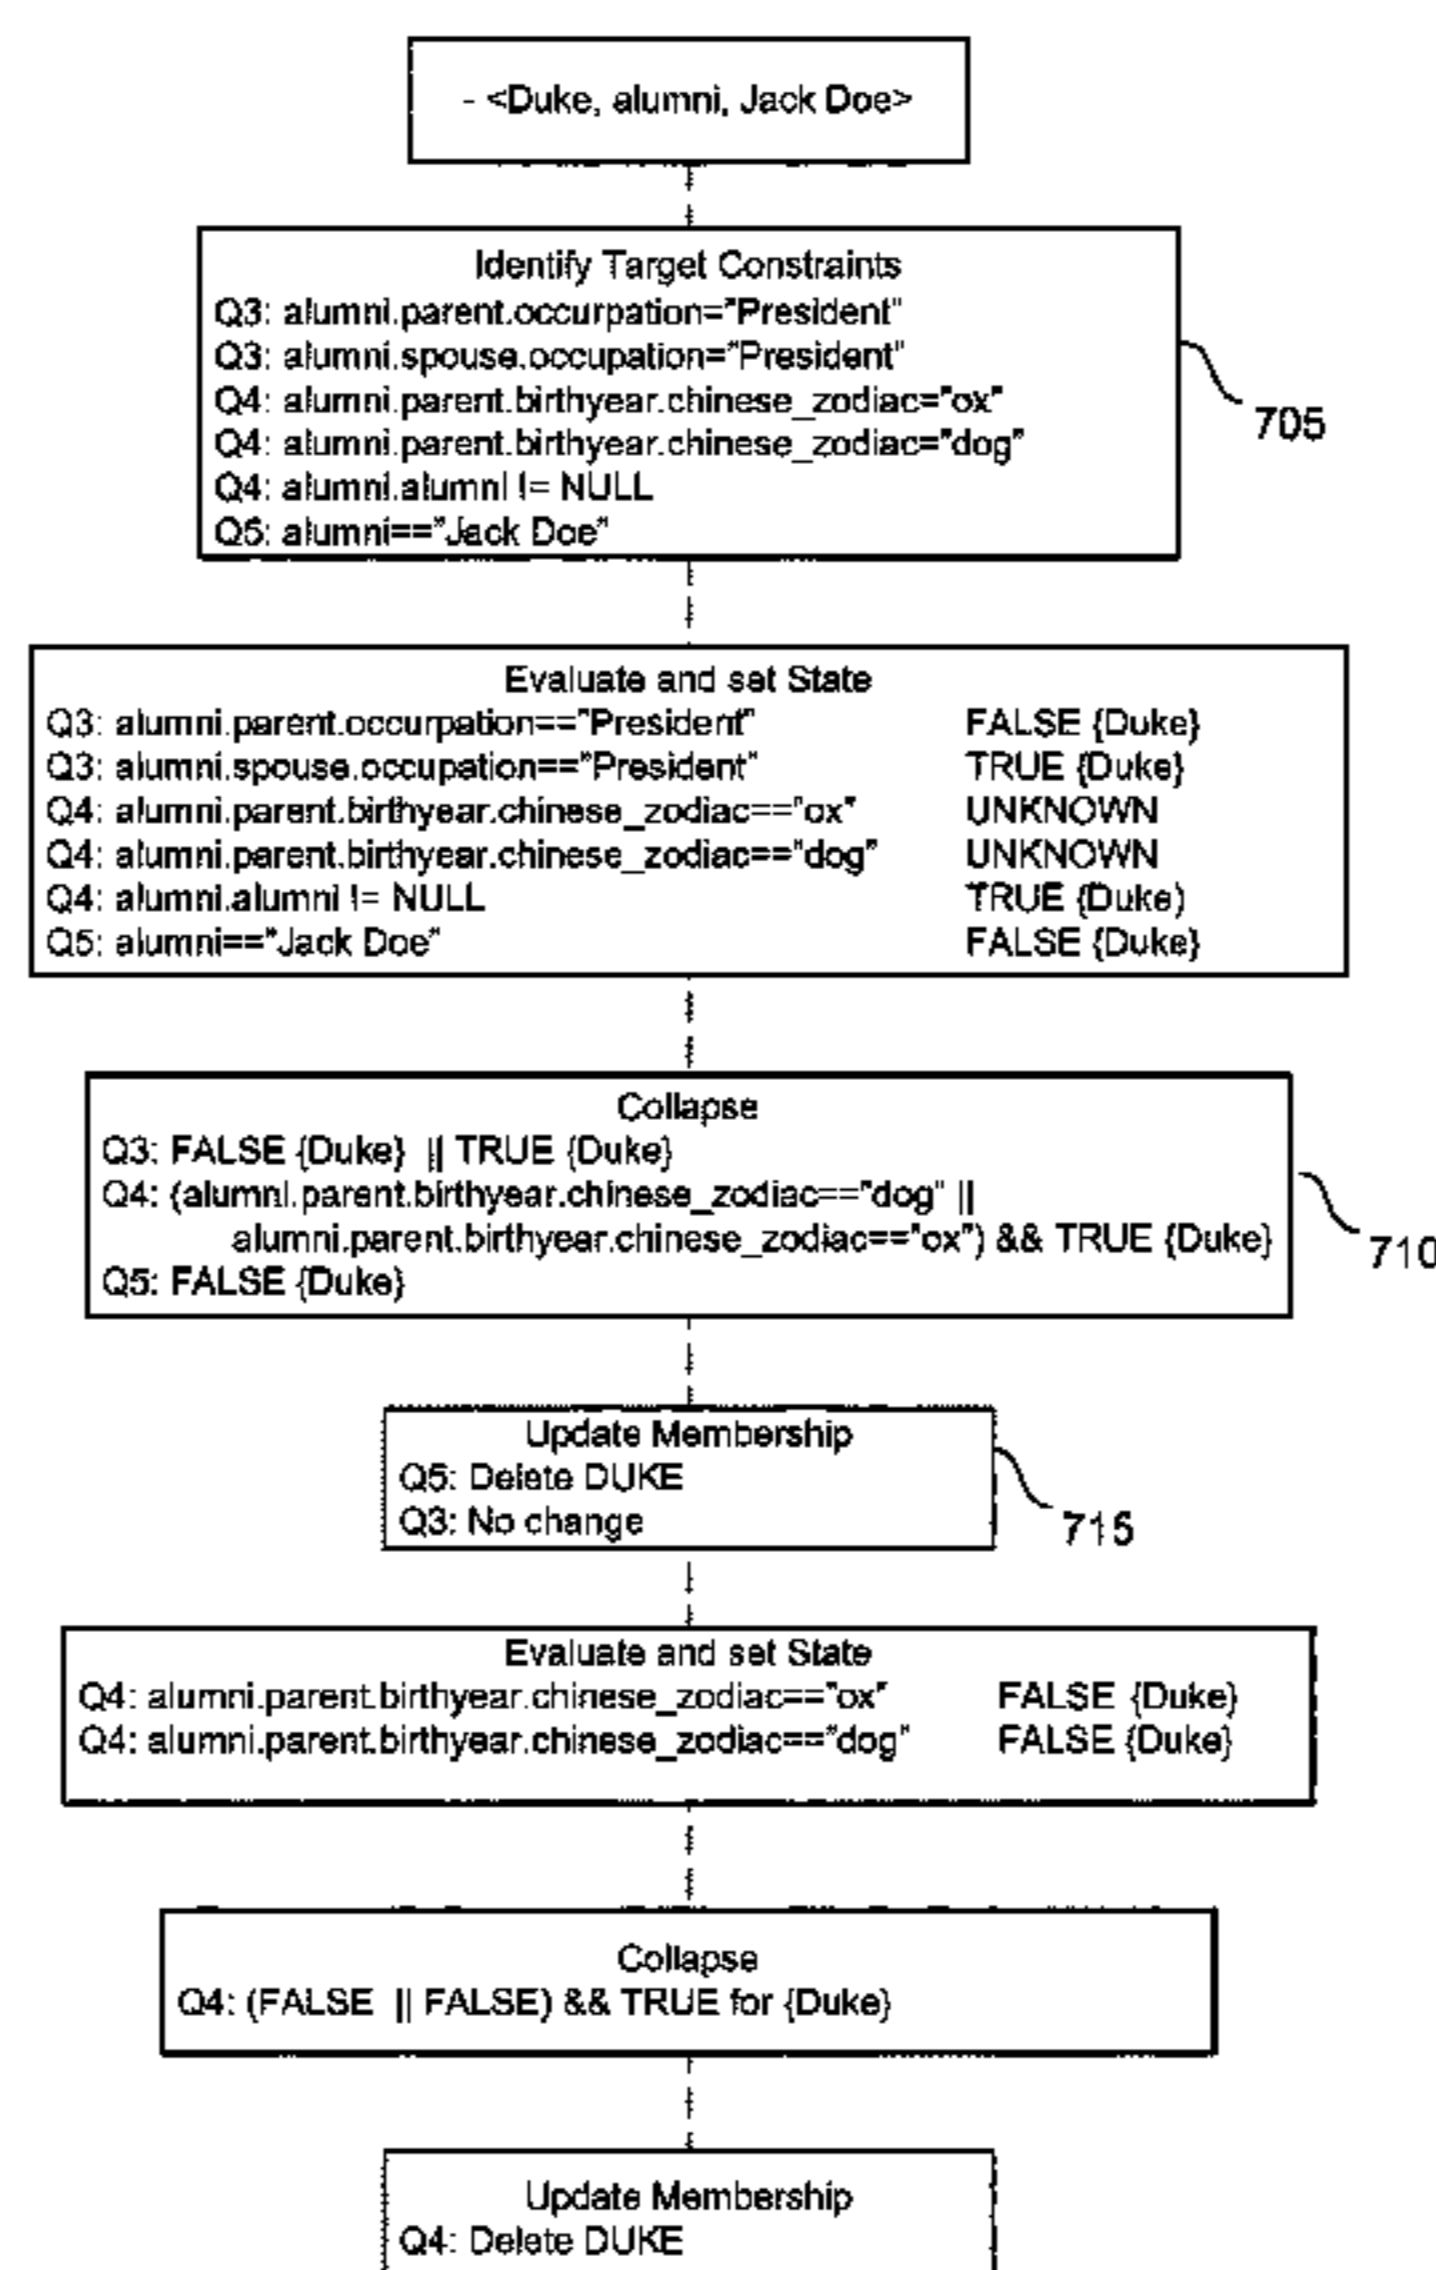 - <Duke, alumni, Jack Doe>
Identify Target Constraints
Q3: alumni.parent.occurpation="President"
Q3: alumni.spouse.occupation="President"
Q4: alumni.parent.birthyear.chinese_zodiac="ox"
Q4: alumni.parent.birthyear.chinese_zodiac="dog"
Q4: alumni.alumni != NULL
Q5: alumni=="Jack Doe"
705
Evaluate and set State
Q3: alumni.parent.occurpation=="President" FALSE {Duke}
Q3: alumni.spouse.occupation=="President" TRUE {Duke}
Q4: alumni.parent.birthyear.chinese_zodiac=="ox" UNKNOWN
Q4: alumni.parent.birthyear.chinese_zodiac=="dog" UNKNOWN
Q4: alumni.alumni != NULL TRUE {Duke)
Q5: alumni=="Jack Doe" FALSE {Duke}
Collapse
Q3: FALSE {Duke} || TRUE {Duke}
Q4: (alumni.parent.birthyear.chinese_zodiac=="dog" ||
alumni.parent.birthyear.chinese_zodiac=="ox") && TRUE {Duke}
Q5: FALSE {Duke}
710
Update Membership
Q5: Delete DUKE
Q3: No change
715
Evaluate and set State
Q4: alumni.parent.birthyear.chinese_zodiac=="ox" FALSE {Duke}
Q4: alumni.parent.birthyear.chinese_zodiac=="dog" FALSE {Duke}
Collapse
Q4: (FALSE || FALSE) && TRUE for {Duke}
Update Membership
Q4: Delete DUKE